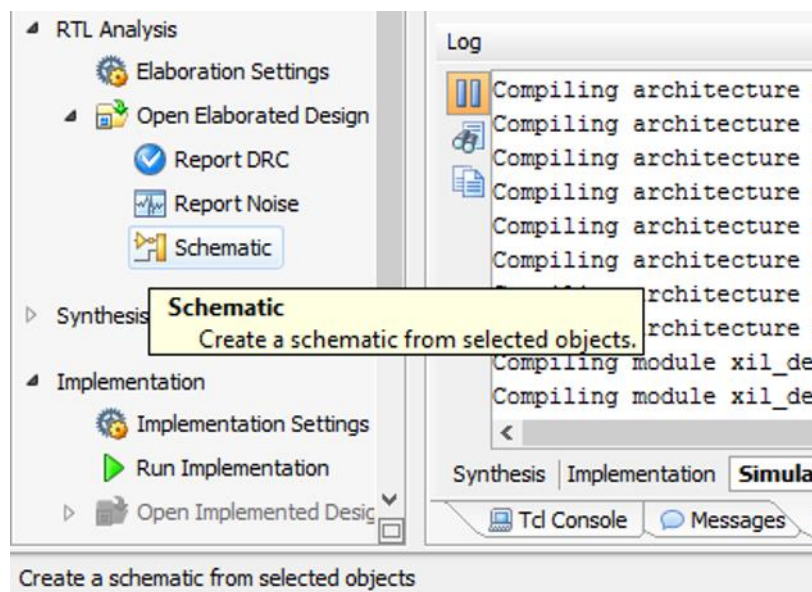 RTL Analysis
Elaboration Settings
Open Elaborated Design
Report DRC
Report Noise
Schematic
Synthesis
Schematic
Create a schematic from selected objects.
Implementation
Implementation Settings
Run Implementation
Open Implemented Desig
Log
Compiling architecture
Compiling architecture
Compiling architecture
Compiling architecture
Compiling architecture
Compiling architecture
rchitecture
rchitecture
Compiling module xil_de
Compiling module xil_de
Synthesis Implementation Simula
Tcl Console Messages
Create a schematic from selected objects